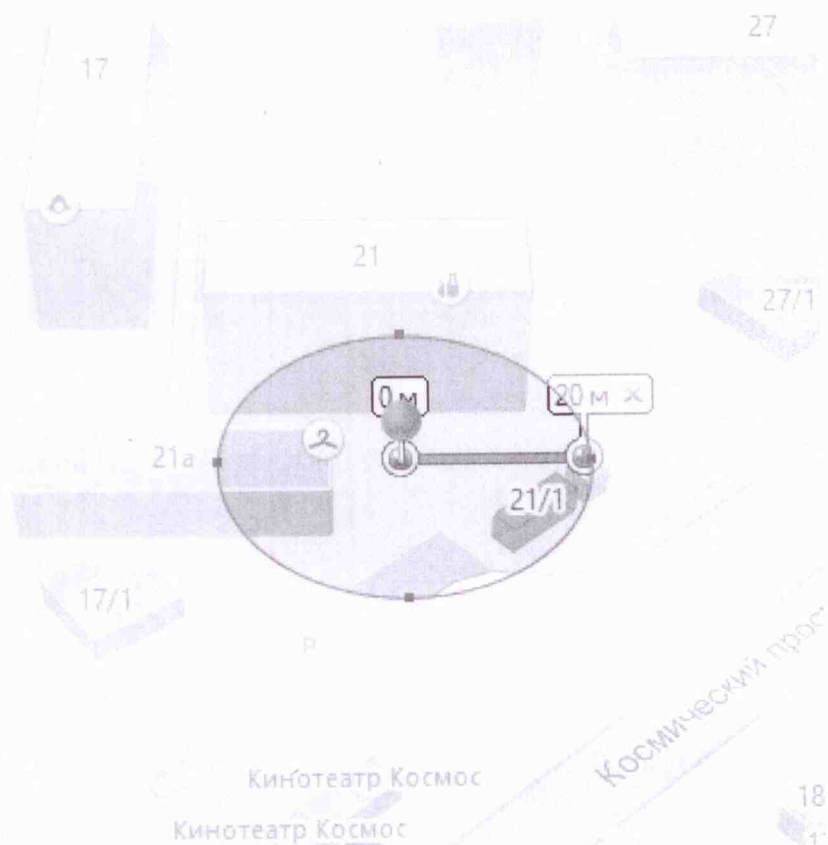 27
17
21
27/1
0 м
20 м ×
21а
21/1
17/1
P
Космический прос
Кинотеатр Космос
18
Кинотеатр Космос